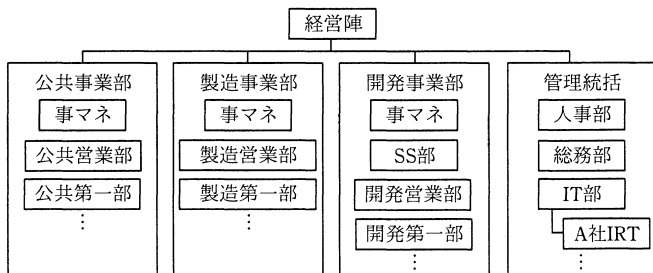 経営陣
公共事業部
事マネ
公共営業部
公共第一部
⋮
製造事業部
事マネ
製造営業部
製造第一部
⋮
開発事業部
事マネ
SS部
開発営業部
開発第一部
⋮
管理統括
人事部
総務部
IT部
A社IRT
⋮